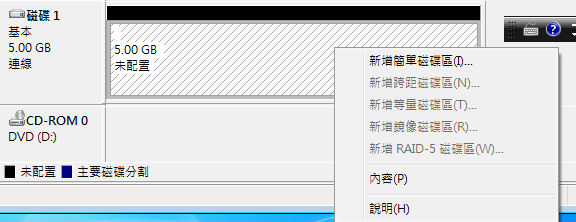 磁碟 1
基本
5.00 GB
連線
5.00 GB
未配置
新增簡單磁碟區(I)...
新增跨距磁碟區(N)...
新增等量磁碟區(T)...
新增鏡像磁碟區(R)...
新增 RAID-5 磁碟區(W)...
內容(P)
說明(H)
CD-ROM 0
DVD (D:)
未配置 主要磁碟分割